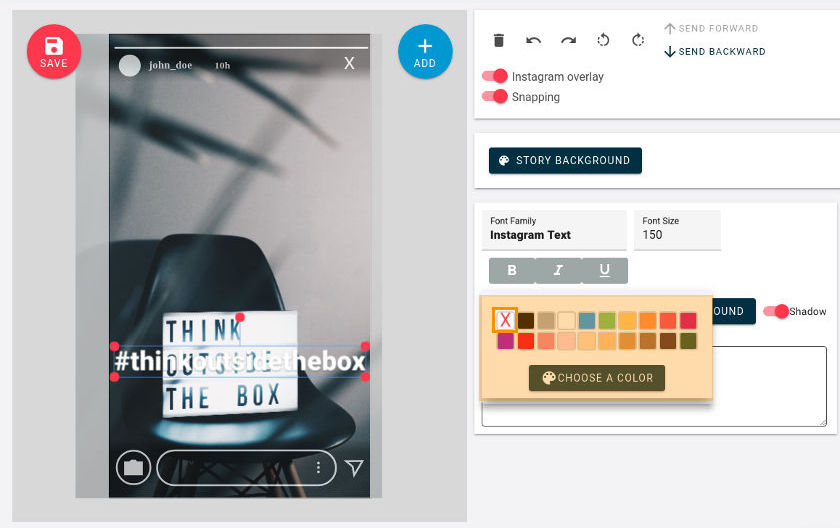 SAVE
john_doe 10h X
ADD
THINK
OUTSIDE
#thinkoutsidethebox
THE BOX
SEND FORWARD
SEND BACKWARD
Instagram overlay
Snapping
STORY BACKGROUND
Font Family
Instagram Text
Font Size
150
B I U
X
OUND
Shadow
CHOOSE A COLOR